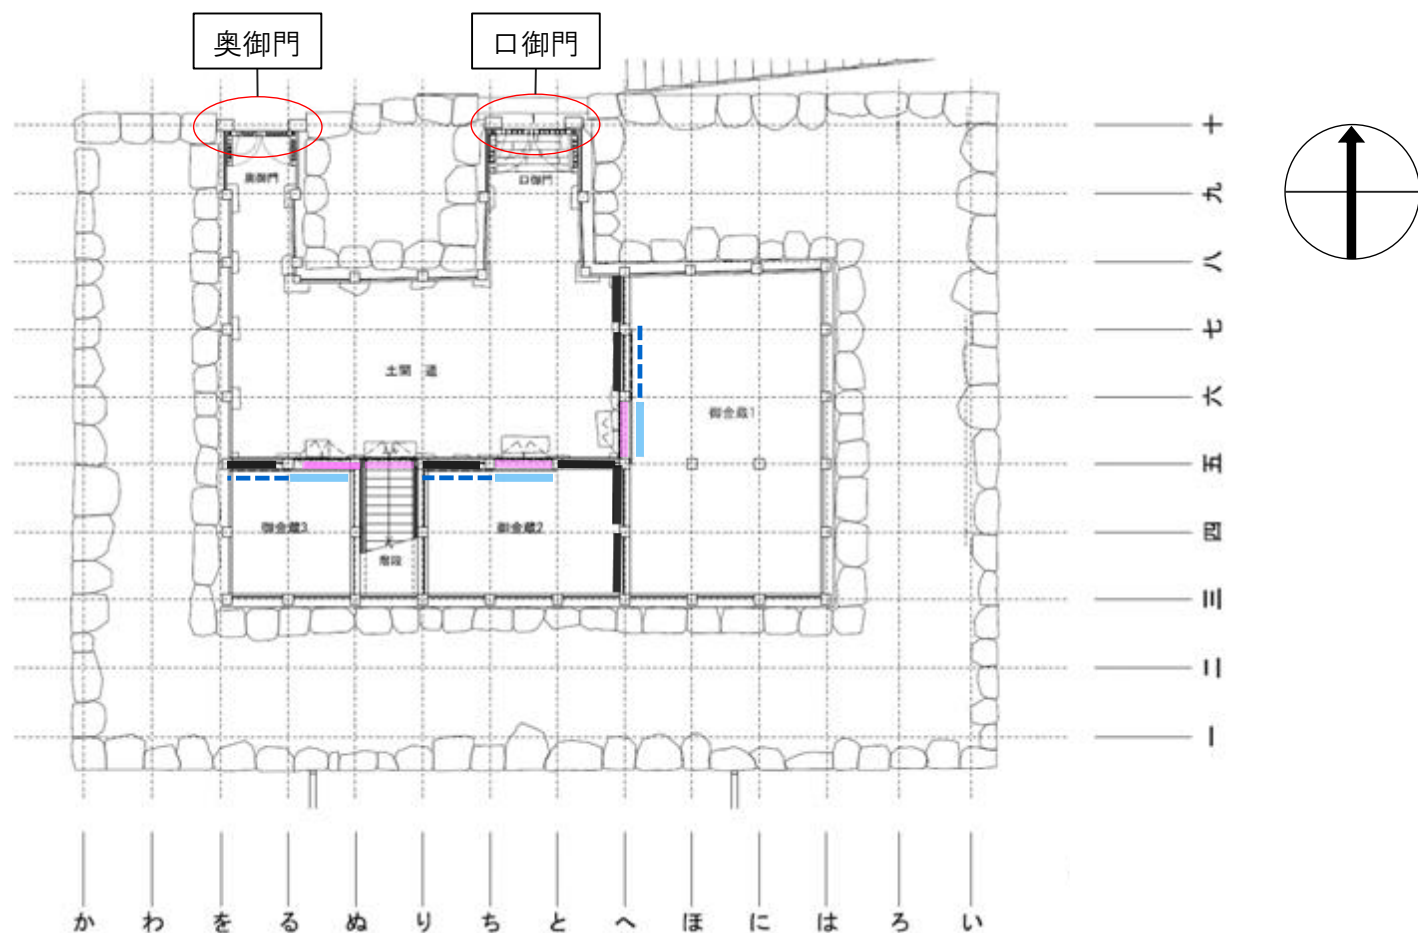 奥御門
口御門
奥御門
口御門
土間 道
御金蔵1
御金蔵3
御金蔵2
階段
十
九
八
七
六
五
四
三
二
一
か
わ
を
る
ぬ
り
ち
と
へ
ほ
に
は
ろ
い